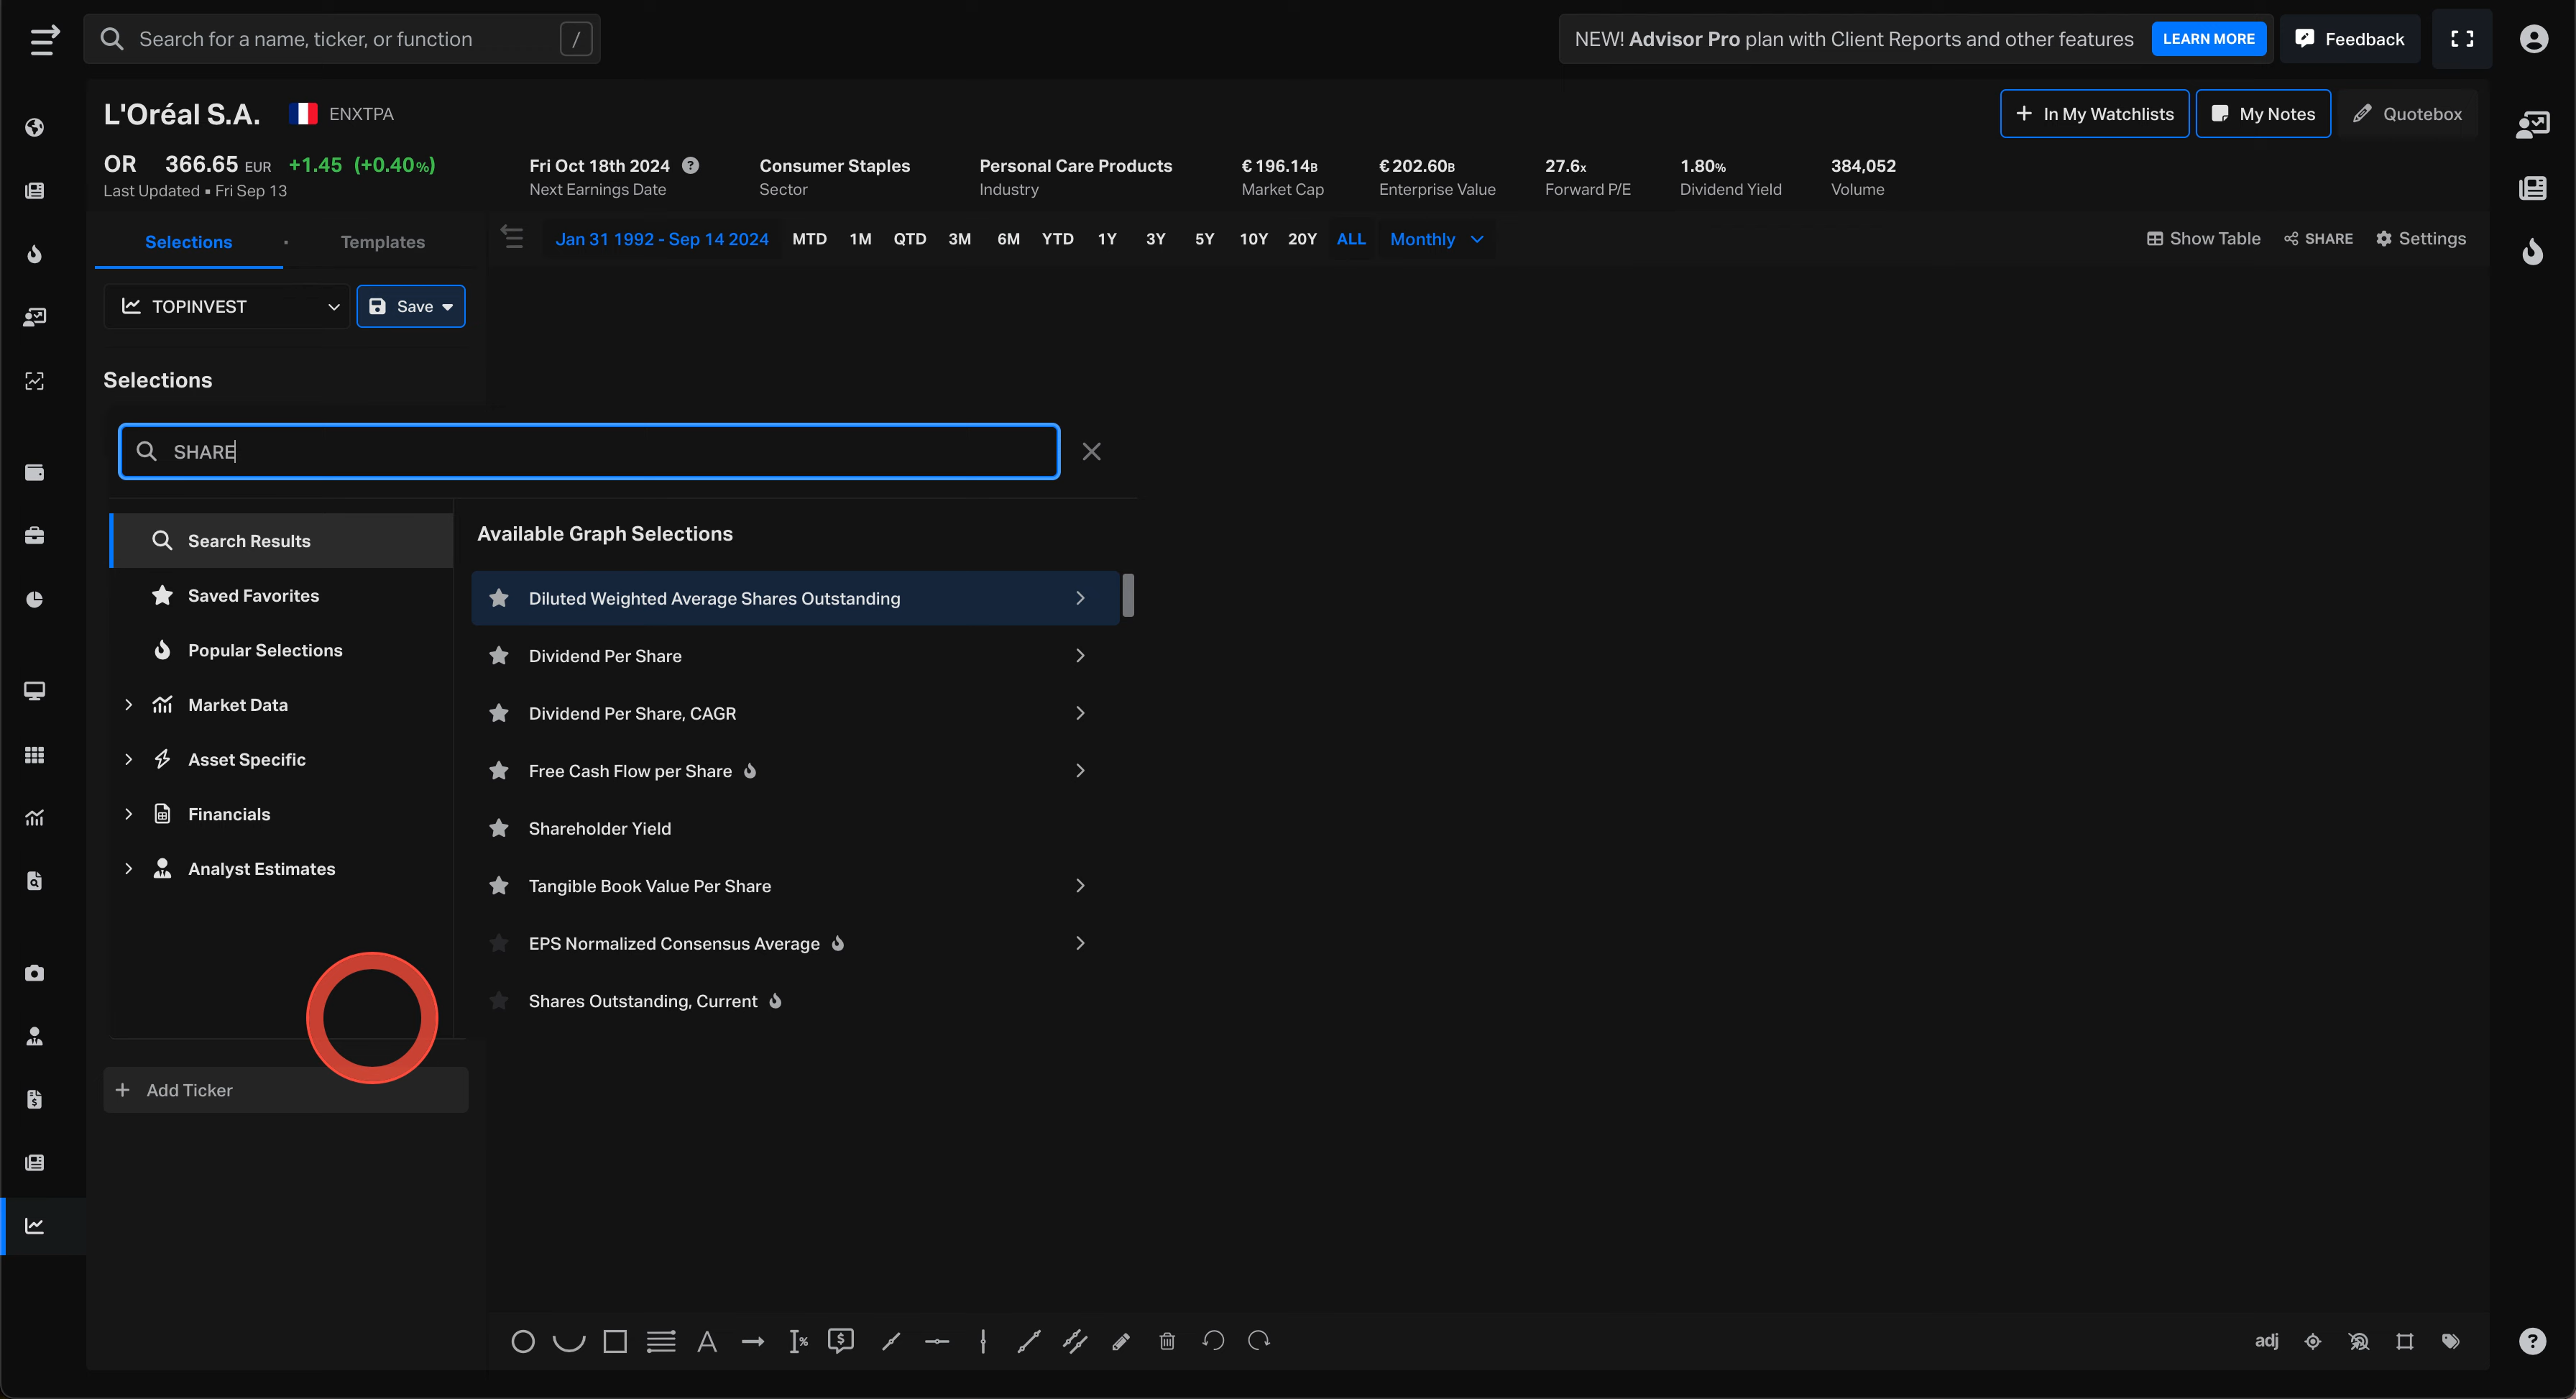 Search for a name, ticker, or function /
NEW! Advisor Pro plan with Client Reports and other features LEARN MORE Feedback
L'Oréal S.A. ENXTPA
In My Watchlists My Notes Quotebox
OR 366.65 EUR +1.45 (+0.40%)
Last Updated ▪ Fri Sep 13
Fri Oct 18th 2024 ?
Next Earnings Date
Consumer Staples
Sector
Personal Care Products
Industry
€ 196.14B
Market Cap
€ 202.60B
Enterprise Value
27.6x
Forward P/E
1.80%
Dividend Yield
384,052
Volume
Selections · Templates
Jan 31 1992 - Sep 14 2024 MTD 1M QTD 3M 6M YTD 1Y 3Y 5Y 10Y 20Y ALL Monthly
Show Table SHARE Settings
TOPINVEST Save
Selections
SHARE
Search Results
Saved Favorites
Popular Selections
Market Data
Asset Specific
Financials
Analyst Estimates
Available Graph Selections
Diluted Weighted Average Shares Outstanding
Dividend Per Share
Dividend Per Share, CAGR
Free Cash Flow per Share
Shareholder Yield
Tangible Book Value Per Share
EPS Normalized Consensus Average
Shares Outstanding, Current
+ Add Ticker
A % $ adj ?